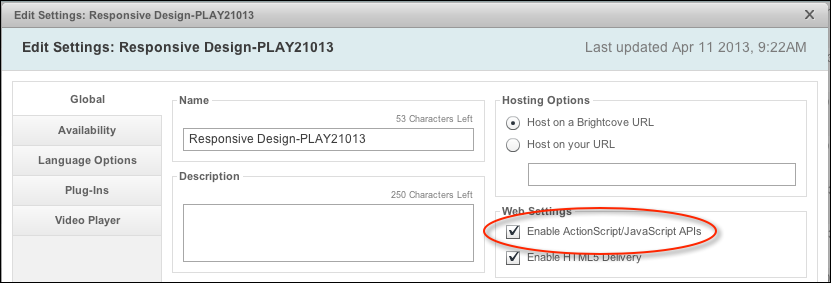 Edit Settings: Responsive Design-PLAY21013
Edit Settings: Responsive Design-PLAY21013
Last updated Apr 11 2013, 9:22AM
Global
Availability
Language Options
Plug-Ins
Video Player
Name
53 Characters Left
Responsive Design-PLAY21013
Description
250 Characters Left
Hosting Options
Host on a Brightcove URL
Host on your URL
Web Settings
Enable ActionScript/JavaScript APIs
Enable HTML5 Delivery